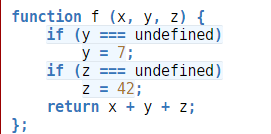 function f (x, y, z) {
    if (y === undefined)
        y = 7;
    if (z === undefined)
        z = 42;
    return x + y + z;
};